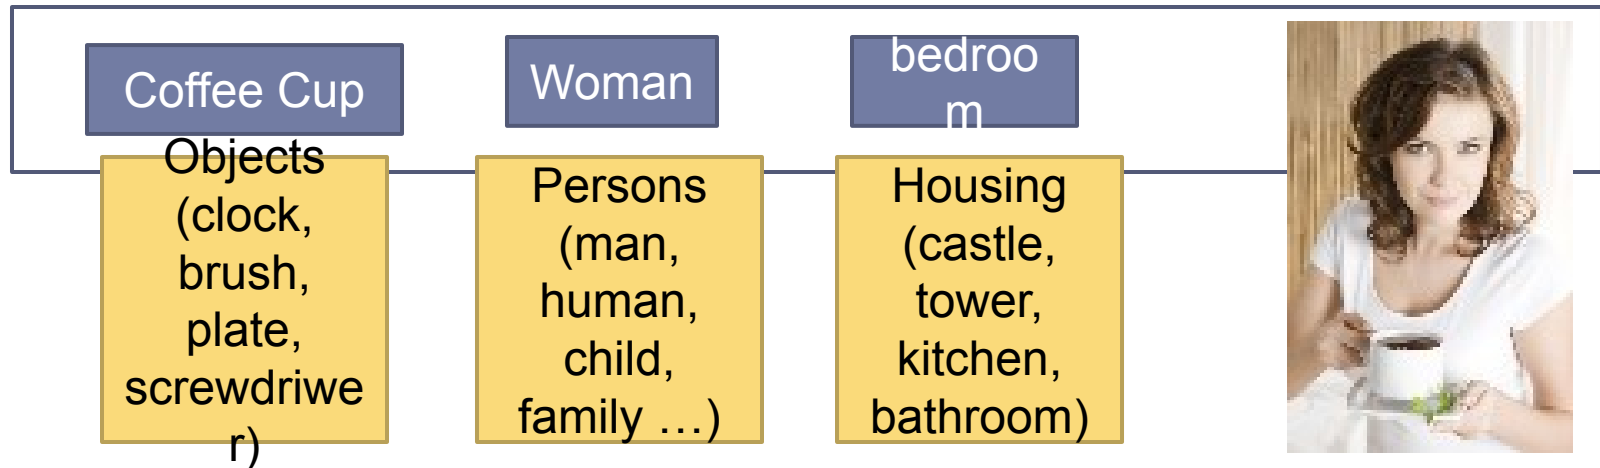 Coffee Cup
Woman
bedroo
m
Objects
(clock,
brush,
plate,
screwdriwe
r)
Persons
(man,
human,
child,
family …)
Housing
(castle,
tower,
kitchen,
bathroom)